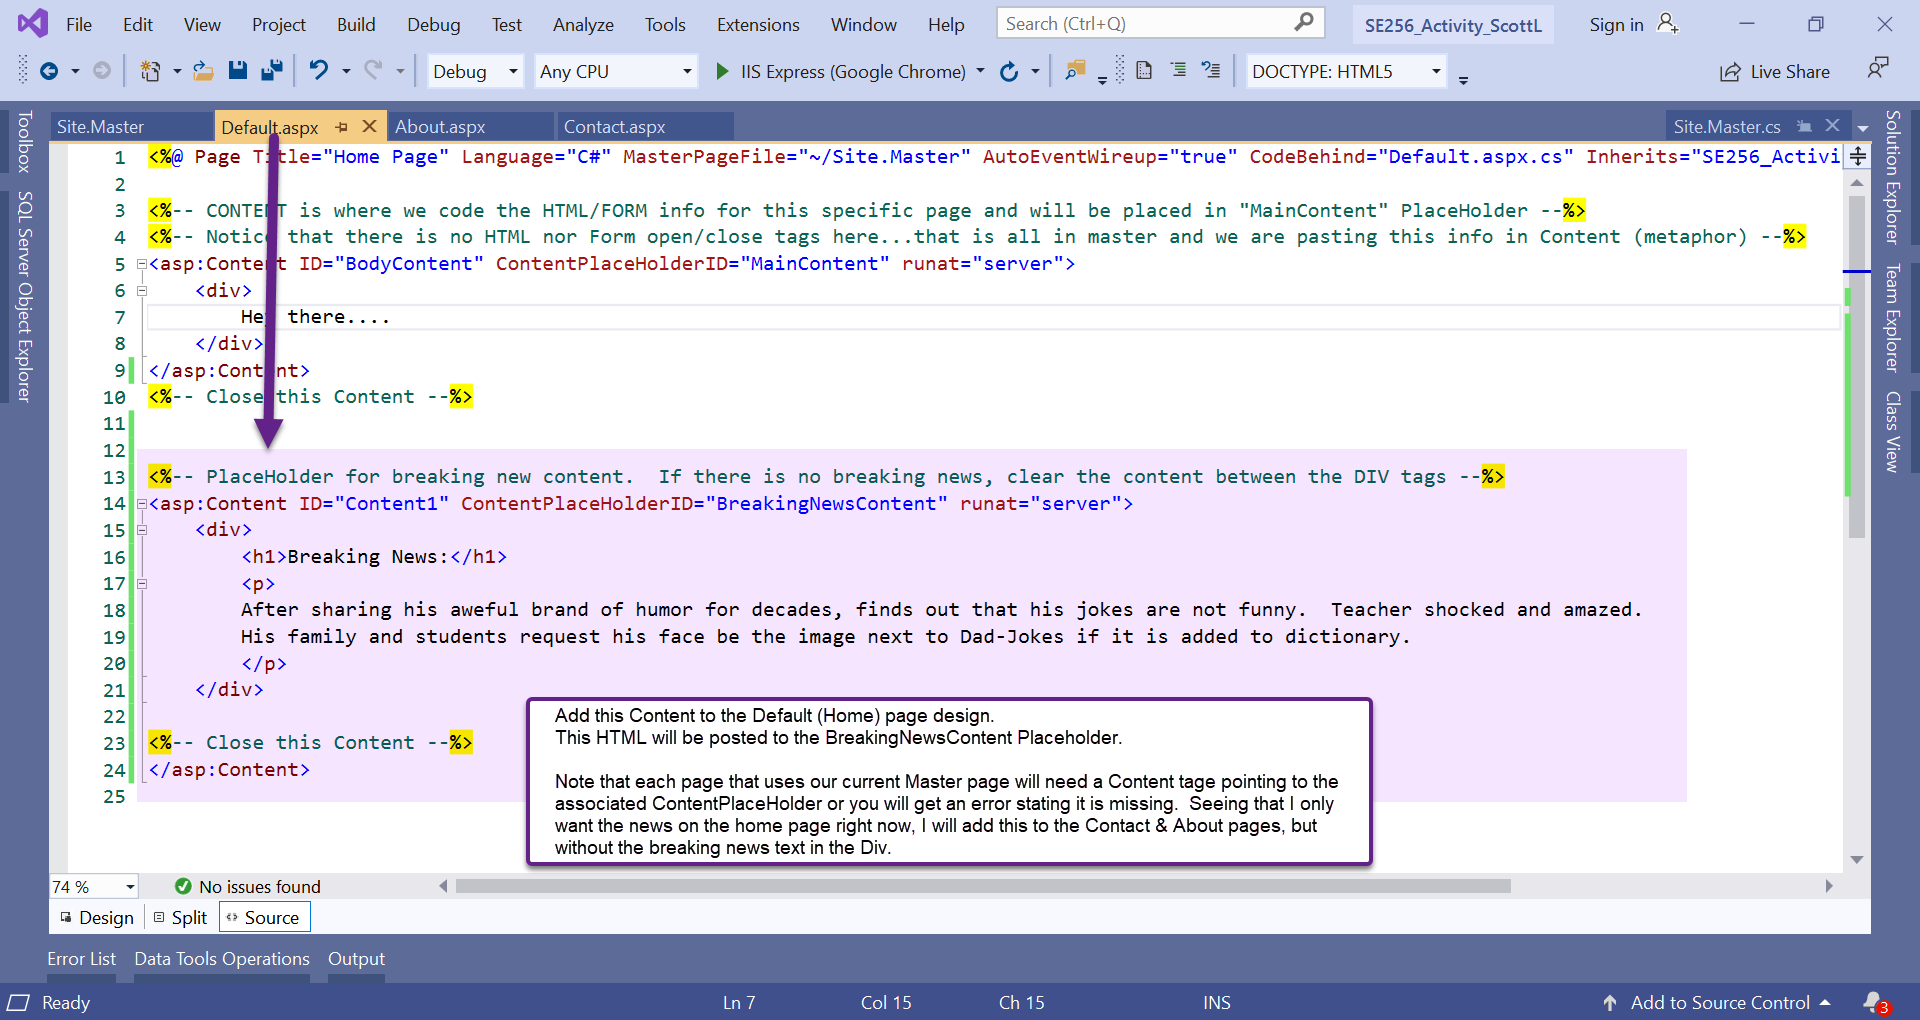 File Edit View Project Build Debug Test Analyze Tools Extensions Window Help Search (Ctrl+Q) SE256_Activity_ScottL Sign in
Debug Any CPU IIS Express (Google Chrome) DOCTYPE: HTML5 Live Share
Toolbox
SQL Server Object Explorer
Site.Master Default.aspx About.aspx Contact.aspx Site.Master.cs
1 <%@ Page Title="Home Page" Language="C#" MasterPageFile="~/Site.Master" AutoEventWireup="true" CodeBehind="Default.aspx.cs" Inherits="SE256_Activi
2
3 <%-- CONTENT is where we code the HTML/FORM info for this specific page and will be placed in "MainContent" PlaceHolder --%>
4 <%-- Notice that there is no HTML nor Form open/close tags here...that is all in master and we are pasting this info in Content (metaphor) --%>
5 <asp:Content ID="BodyContent" ContentPlaceHolderID="MainContent" runat="server">
6 <div>
7 Hey there....
8 </div>
9 </asp:Content>
10 <%-- Close this Content --%>
11
12
13 <%-- PlaceHolder for breaking new content.  If there is no breaking news, clear the content between the DIV tags --%>
14 <asp:Content ID="Content1" ContentPlaceHolderID="BreakingNewsContent" runat="server">
15 <div>
16 <h1>Breaking News:</h1>
17 <p>
18 After sharing his aweful brand of humor for decades, finds out that his jokes are not funny.  Teacher shocked and amazed.
19 His family and students request his face be the image next to Dad-Jokes if it is added to dictionary.
20 </p>
21 </div>
22
23 <%-- Close this Content --%>
24 </asp:Content>
25
Add this Content to the Default (Home) page design.
This HTML will be posted to the BreakingNewsContent Placeholder.
Note that each page that uses our current Master page will need a Content tage pointing to the
associated ContentPlaceHolder or you will get an error stating it is missing.  Seeing that I only
want the news on the home page right now, I will add this to the Contact & About pages, but
without the breaking news text in the Div.
Solution Explorer
Team Explorer
Class View
74 % No issues found
Design Split Source
Error List Data Tools Operations Output
Ready Ln 7 Col 15 Ch 15 INS Add to Source Control 3